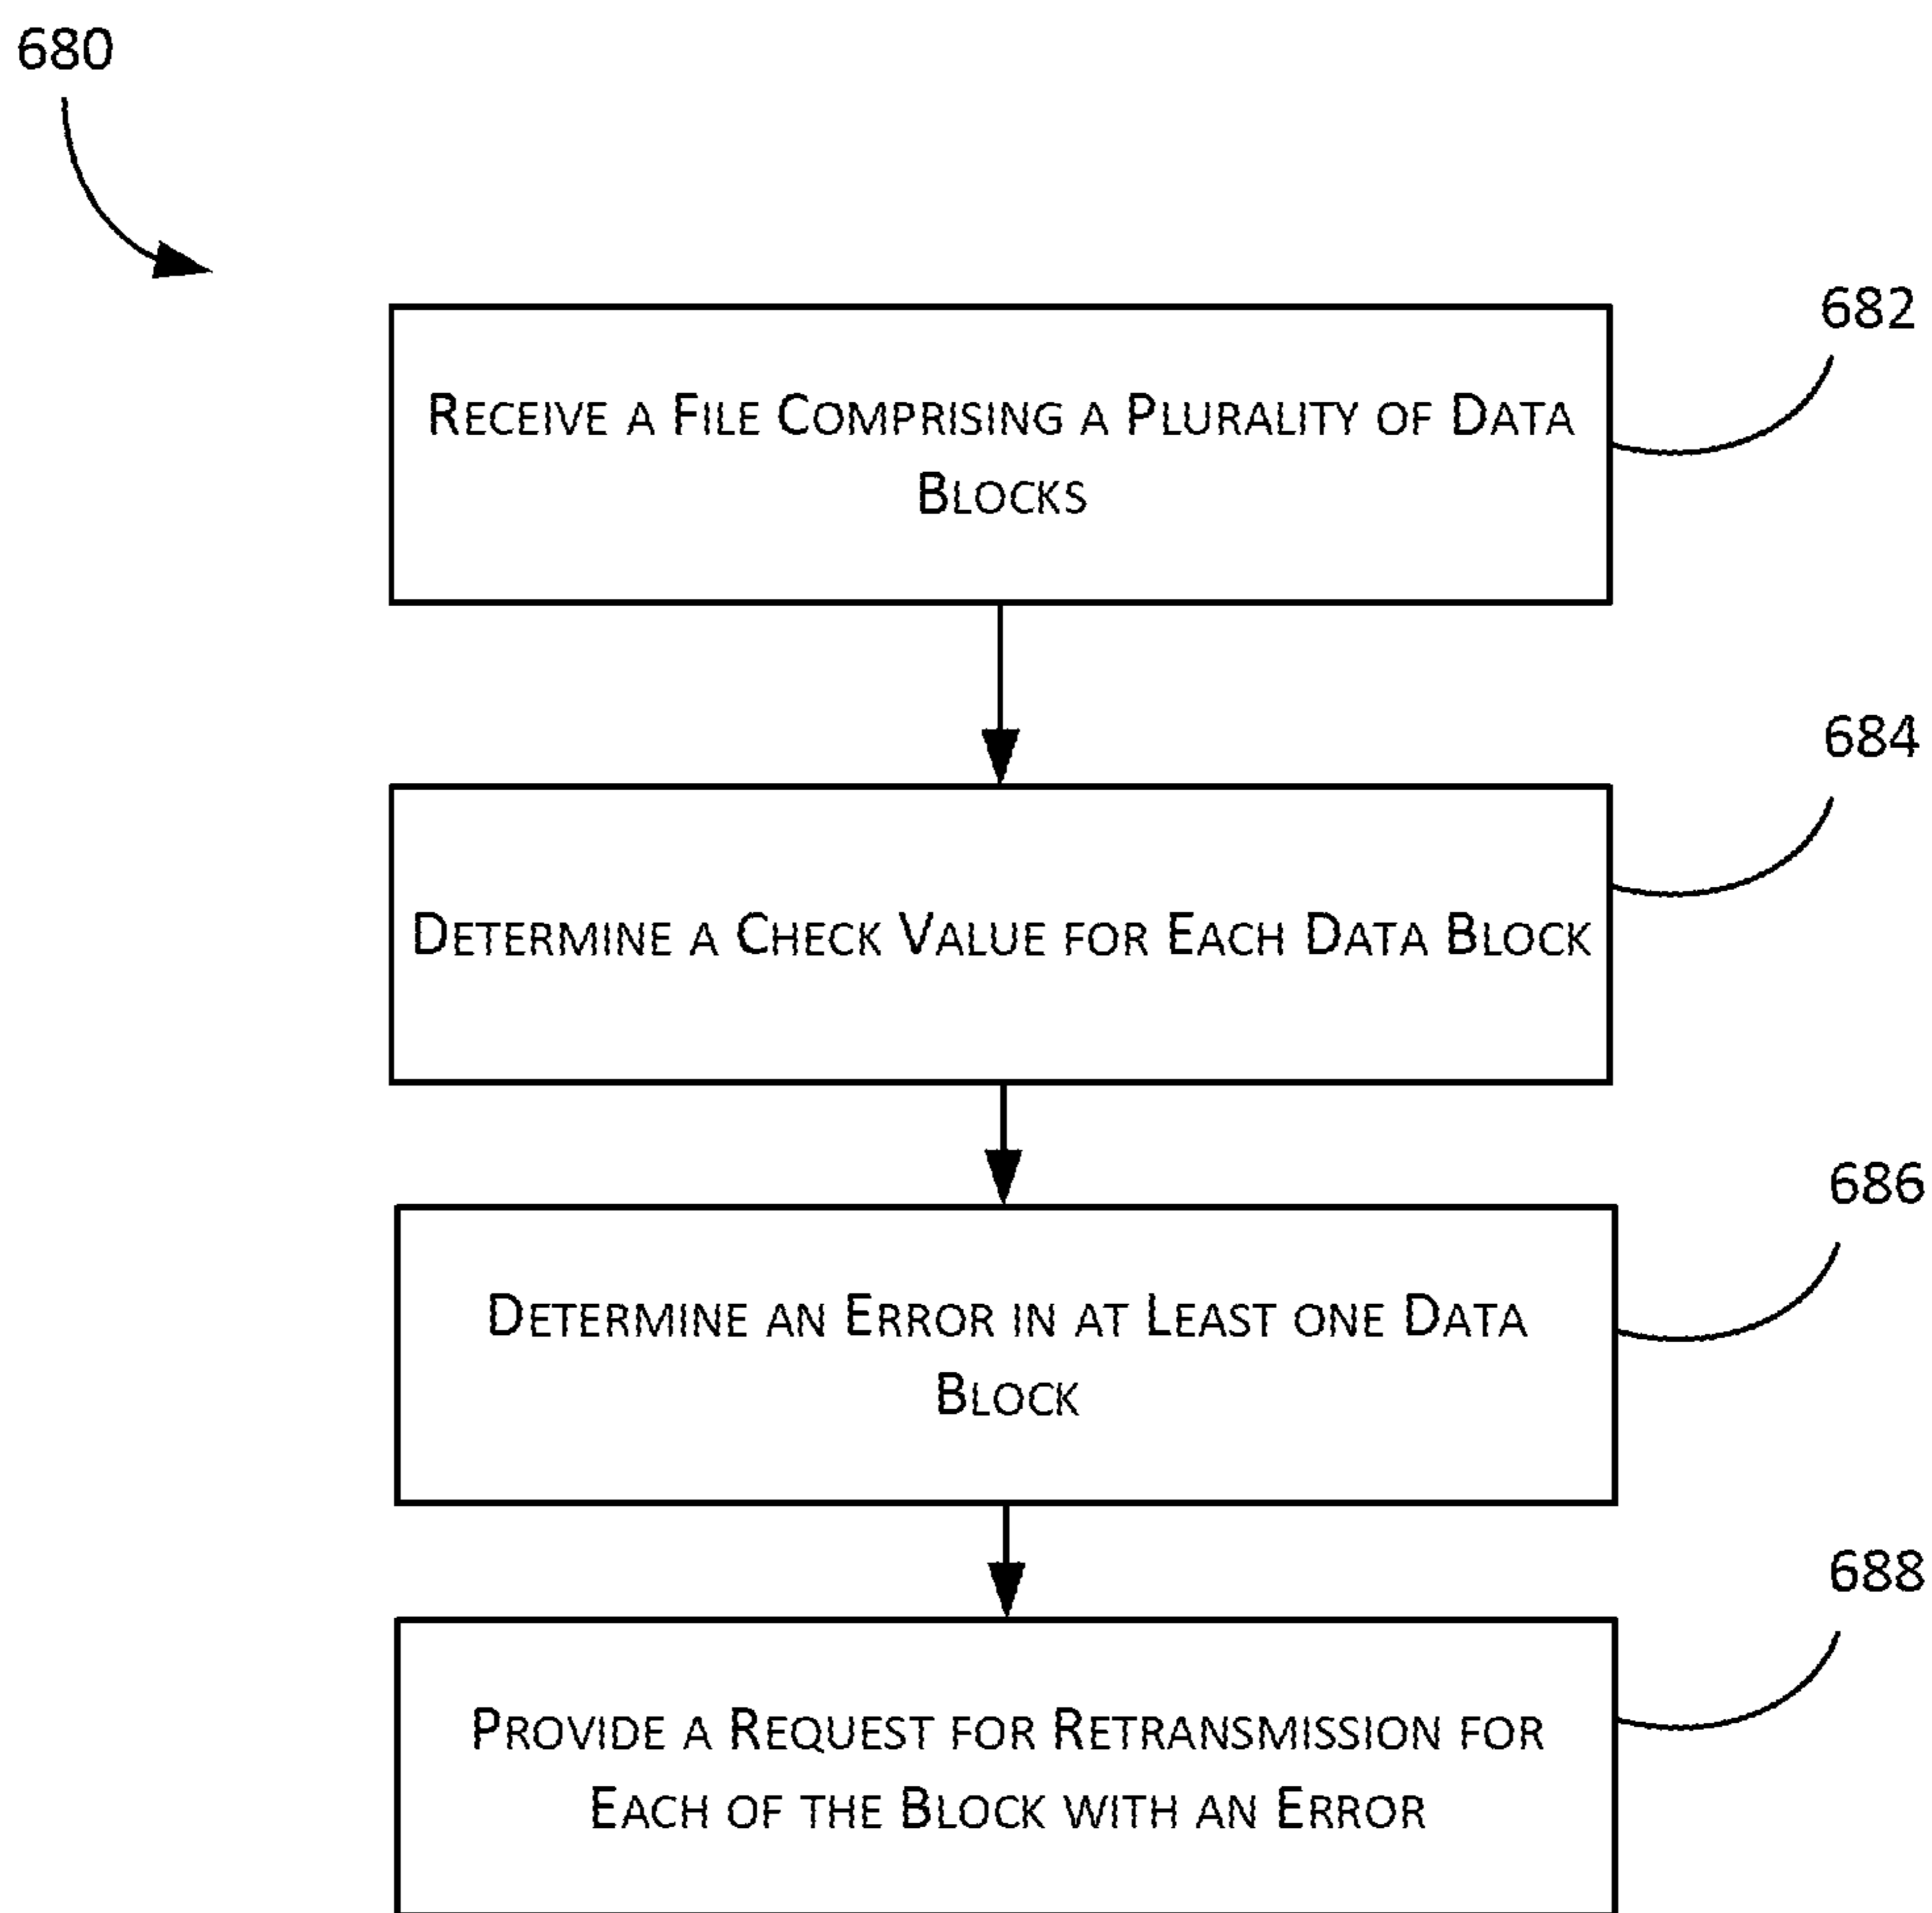 680
682
RECEIVE A FILE COMPRISING A PLURALITY OF DATA
BLOCKS
684
DETERMINE A CHECK VALUE FOR EACH DATA BLOCK
686
DETERMINE AN ERROR IN AT LEAST ONE DATA
BLOCK
688
PROVIDE A REQUEST FOR RETRANSMISSION FOR
EACH OF THE BLOCK WITH AN ERROR